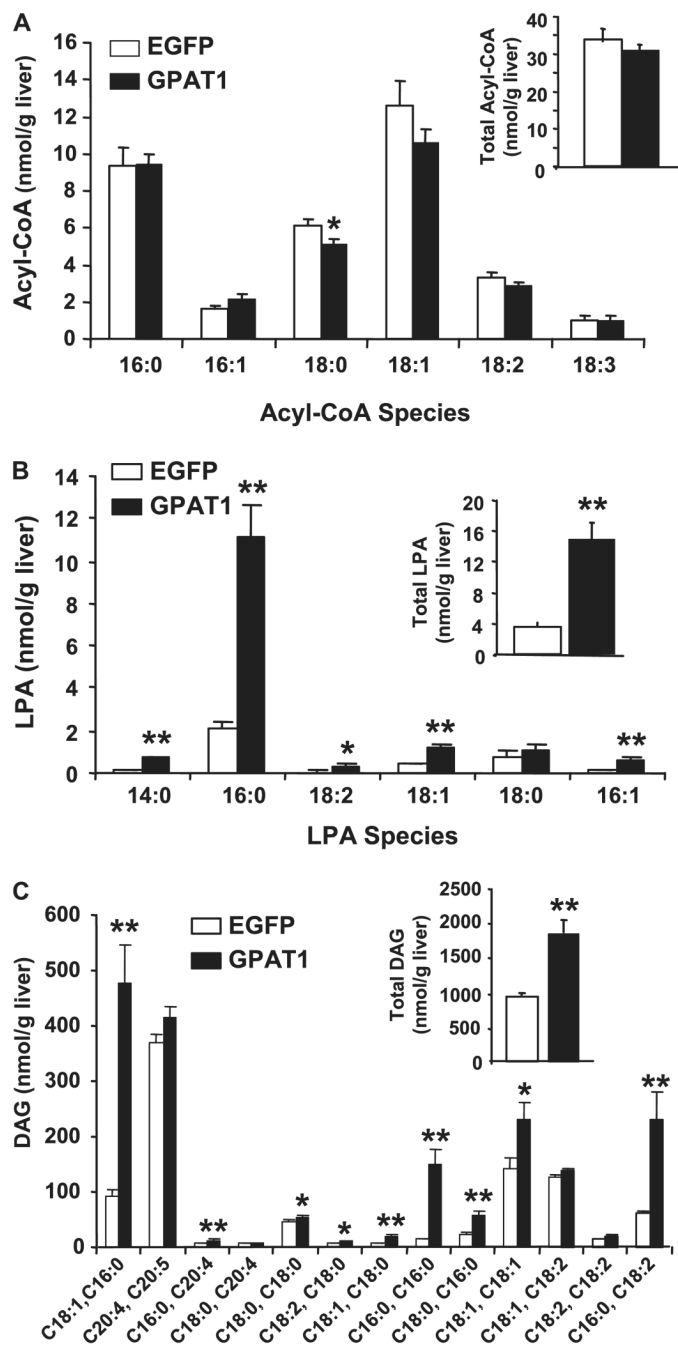 A
EGFP
GPAT1
Acyl-CoA (nmol/g liver)
16
14
12
10
8
6
4
2
0
*
16:0 16:1 18:0 18:1 18:2 18:3
Acyl-CoA Species
Total Acyl-CoA
(nmol/g liver)
40
30
20
10
0
B
EGFP
GPAT1
LPA (nmol/g liver)
14
12
10
8
6
4
2
0
** ** * ** **
14:0 16:0 18:2 18:1 18:0 16:1
LPA Species
Total LPA
(nmol/g liver)
20
16
12
8
4
0
**
C
EGFP
GPAT1
DAG (nmol/g liver)
600
500
400
300
200
100
0
** ** * * ** ** ** * **
C18:1,C16:0
C20:4, C20:5
C16:0, C20:4
C18:0, C20:4
C18:0, C18:0
C18:2, C18:0
C18:1, C18:0
C16:0, C16:0
C18:0, C16:0
C18:1, C18:1
C18:1, C18:2
C18:2, C18:2
C16:0, C18:2
Total DAG
(nmol/g liver)
2500
2000
1500
1000
500
0
**